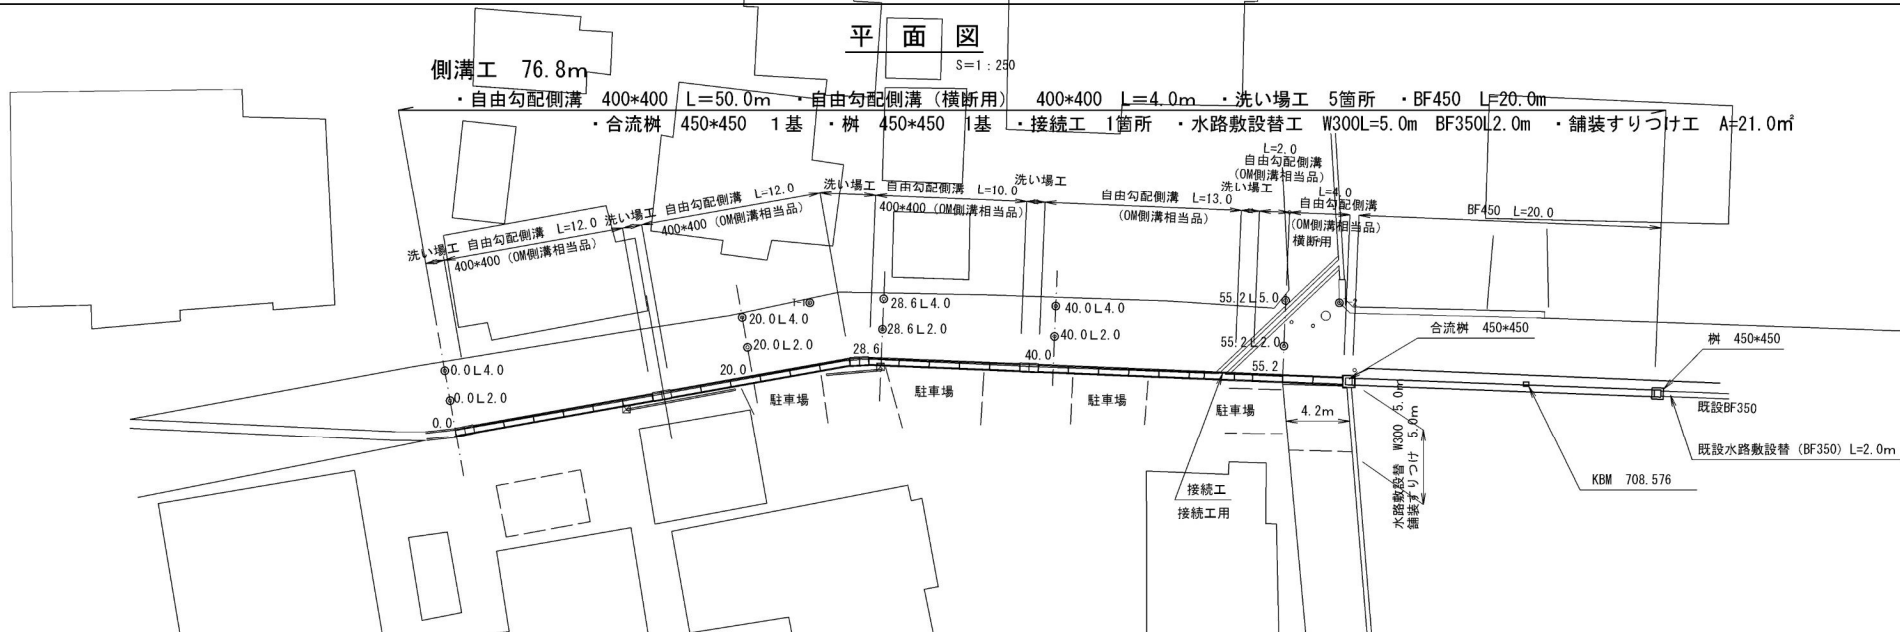 平 面 図
S=1:250
側溝工 76.8m
・自由勾配側溝 400*400 L=50.0m ・自由勾配側溝(横断用) 400*400 L=4.0m ・洗い場工 5箇所 ・BF450 L=20.0m
・合流桝 450*450 1基 ・桝 450*450 1基 ・接続工 1箇所 ・水路敷設替工 W300L=5.0m BF350L2.0m ・舗装すりつけ工 A=21.0㎡
洗い場工
自由勾配側溝 L=12.0
400*400(OM側溝相当品)
洗い場工
自由勾配側溝 L=12.0
400*400(OM側溝相当品)
洗い場工
自由勾配側溝 L=10.0
400*400(OM側溝相当品)
洗い場工
自由勾配側溝 L=13.0
(OM側溝相当品)
洗い場工
L=2.0
自由勾配側溝
(OM側溝相当品)
L=4.0
自由勾配側溝
(OM側溝相当品)
横断用
BF450 L=20.0
0.0L4.0
0.0L2.0
0.0
T-1
20.0L4.0
20.0L2.0
20.0
28.6L4.0
28.6L2.0
28.6
40.0L4.0
40.0L2.0
40.0
55.2L5.0
55.2L2.0
55.2
合流桝 450*450
桝 450*450
駐車場
駐車場
駐車場
駐車場
4.2m
既設BF350
既設水路敷設替(BF350)L=2.0m
KBM 708.576
接続工
接続工用
水路敷設替 W300 5.0m
舗装すりつけ 5.0m